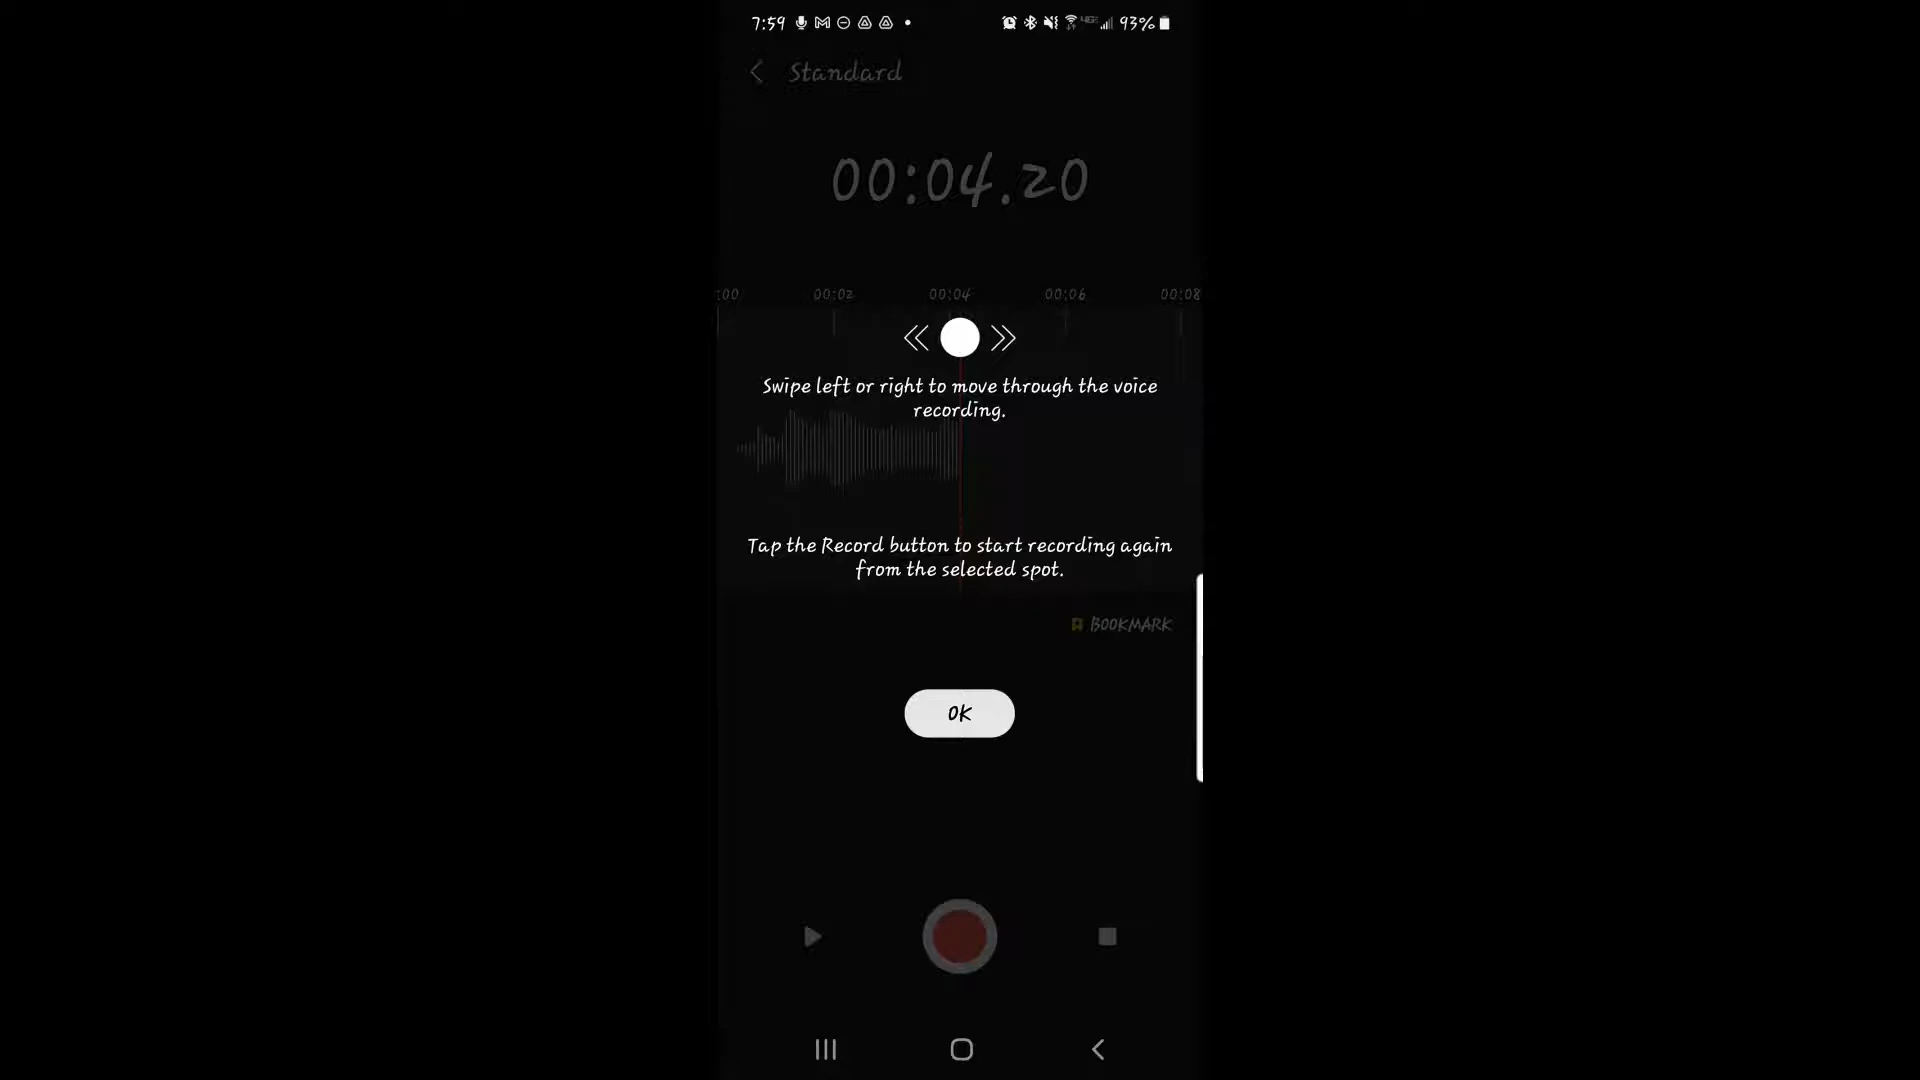 7:59 93%
Standard
00:04.20
:00 00:02 00:04 00:06 00:08
Swipe left or right to move through the voice
recording.
Tap the Record button to start recording again
from the selected spot.
BOOKMARK
OK